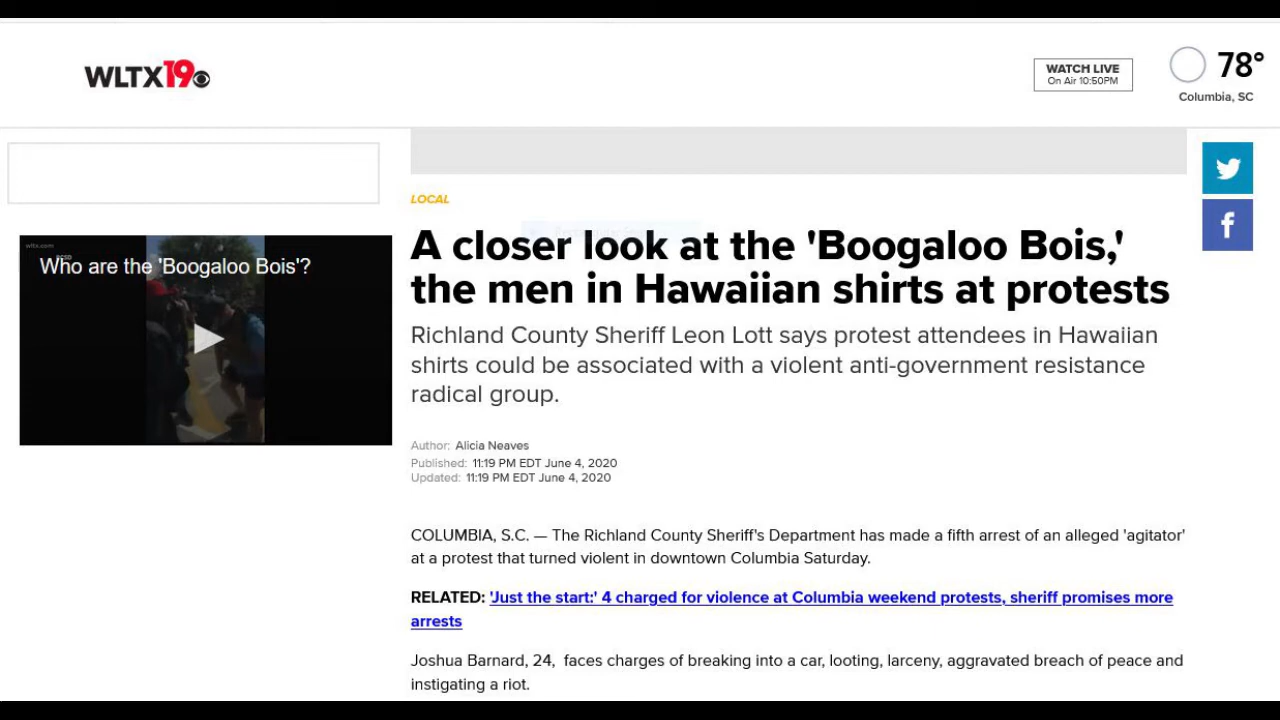 WLTX19
WATCH LIVE
On Air 10:50PM
78°
Columbia, SC
wltx.com
Who are the 'Boogaloo Bois'?
LOCAL
A closer look at the 'Boogaloo Bois,'
the men in Hawaiian shirts at protests
Richland County Sheriff Leon Lott says protest attendees in Hawaiian
shirts could be associated with a violent anti-government resistance
radical group.
Author: Alicia Neaves
Published: 11:19 PM EDT June 4, 2020
Updated: 11:19 PM EDT June 4, 2020
COLUMBIA, S.C. — The Richland County Sheriff's Department has made a fifth arrest of an alleged 'agitator'
at a protest that turned violent in downtown Columbia Saturday.
RELATED: 'Just the start:' 4 charged for violence at Columbia weekend protests, sheriff promises more
arrests
Joshua Barnard, 24,  faces charges of breaking into a car, looting, larceny, aggravated breach of peace and
instigating a riot.